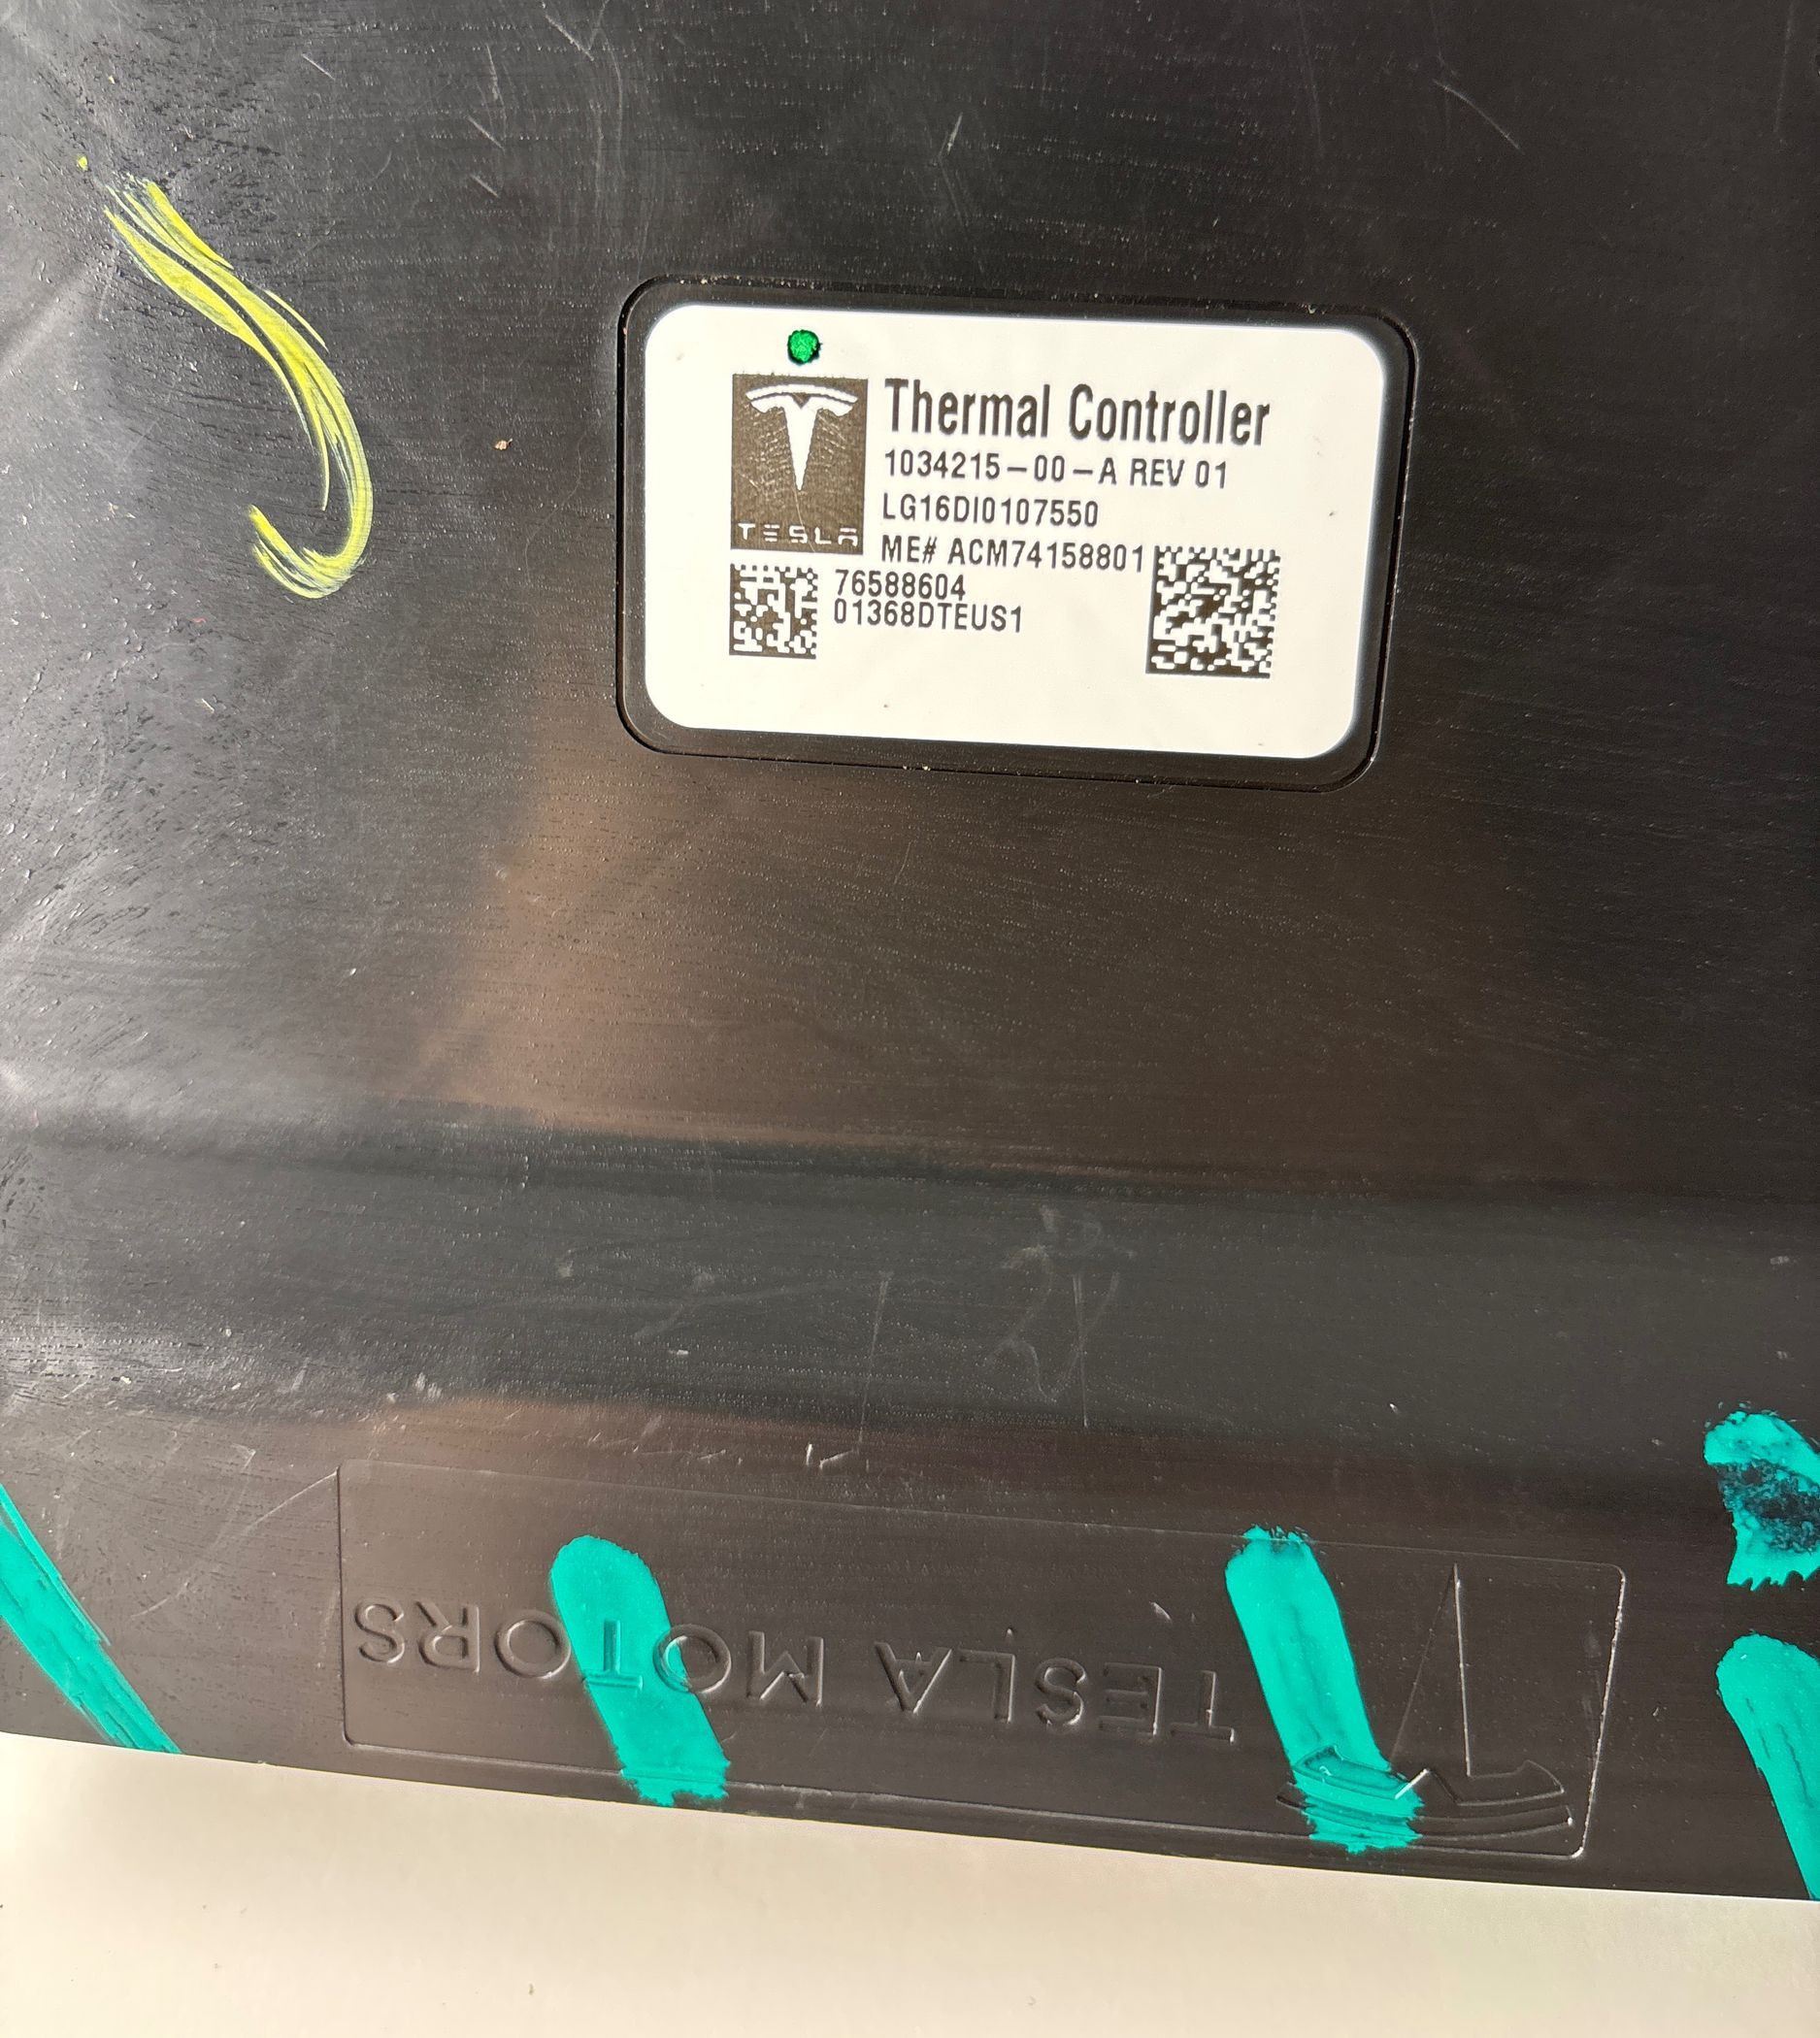 Thermal Controller
1034215-00-A REV 01
LG16DI0107550
ME# ACM74158801
TESLA
76588604
01368DTEUS1
TESLA MOTORS